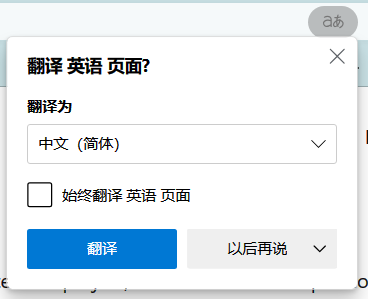 aあ
翻译 英语 页面?
翻译为
中文（简体）
始终翻译 英语 页面
翻译
以后再说